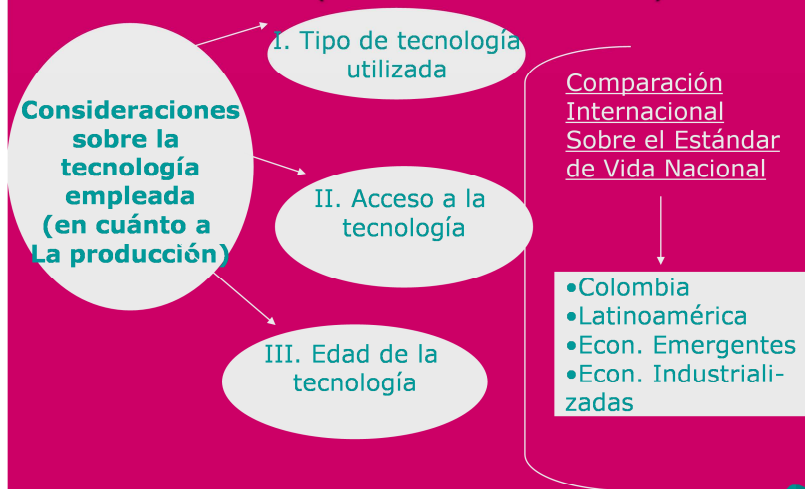 Consideraciones
sobre la
tecnología
empleada
(en cuánto a
La producción)
I. Tipo de tecnología
utilizada
II. Acceso a la
tecnología
III. Edad de la
tecnología
Comparación
Internacional
Sobre el Estándar
de Vida Nacional
•Colombia
•Latinoamérica
•Econ. Emergentes
•Econ. Industriali-
zadas